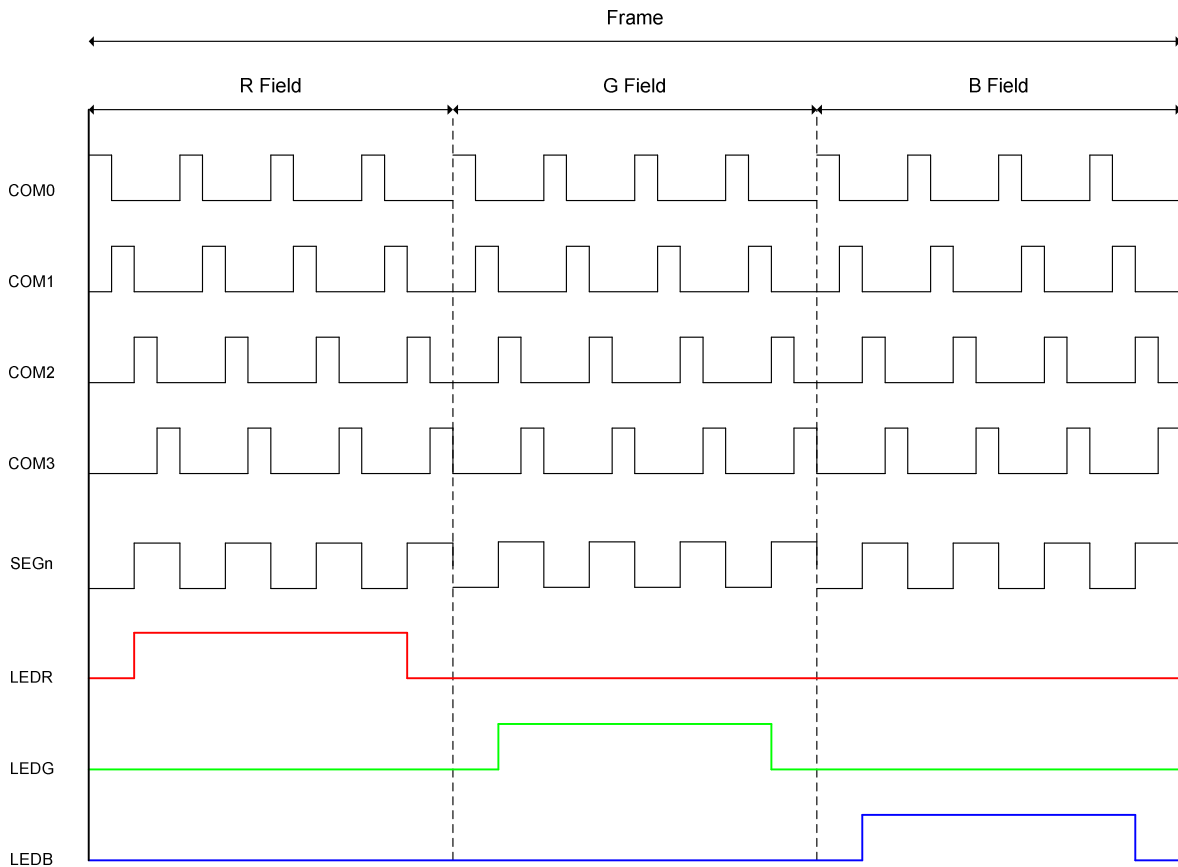 Frame
R Field G Field B Field
COM0
COM1
COM2
COM3
SEGn
LEDR
LEDG
LEDB